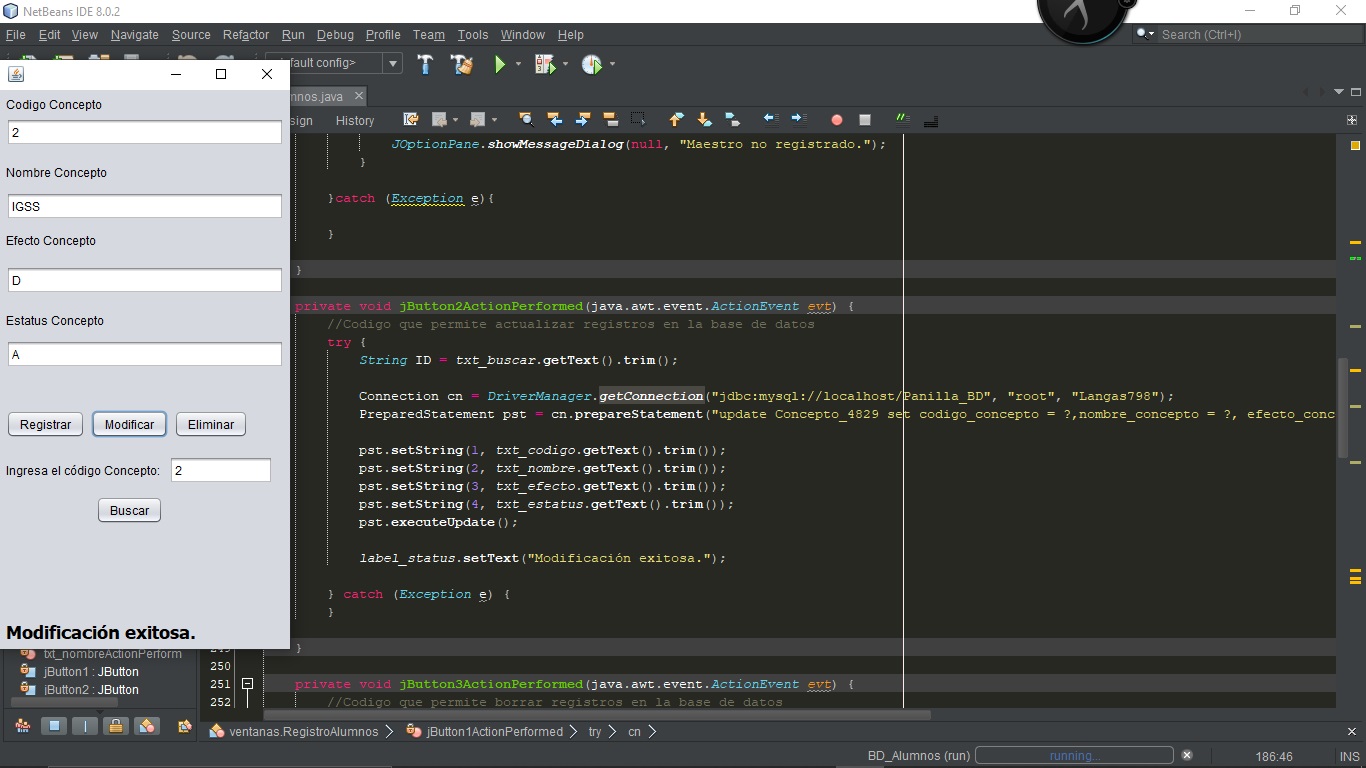 NetBeans IDE 8.0.2
File Edit View Navigate Source Refactor Run Debug Profile Team Tools Window Help
Search (Ctrl+I)
fault config>
mnos.java
sign History
Codigo Concepto
2
Nombre Concepto
IGSS
Efecto Concepto
D
Estatus Concepto
A
Registrar Modificar Eliminar
Ingresa el código Concepto: 2
Buscar
Modificación exitosa.
JOptionPane.showMessageDialog(null, "Maestro no registrado.");
}
}catch (Exception e){
}
}
private void jButton2ActionPerformed(java.awt.event.ActionEvent evt) {
//Codigo que permite actualizar registros en la base de datos
try {
String ID = txt_buscar.getText().trim();
Connection cn = DriverManager.getConnection("jdbc:mysql://localhost/Panilla_BD", "root", "Langas798");
PreparedStatement pst = cn.prepareStatement("update Concepto_4829 set codigo_concepto = ?,nombre_concepto = ?, efecto_conc
pst.setString(1, txt_codigo.getText().trim());
pst.setString(2, txt_nombre.getText().trim());
pst.setString(3, txt_efecto.getText().trim());
pst.setString(4, txt_estatus.getText().trim());
pst.executeUpdate();
label_status.setText("Modificación exitosa.");
} catch (Exception e) {
}
}
250
251 private void jButton3ActionPerformed(java.awt.event.ActionEvent evt) {
252 //Codigo que permite borrar registros en la base de datos
txt_nombreActionPerform
jButton1 : JButton
jButton2 : JButton
ventanas.RegistroAlumnos jButton1ActionPerformed try cn
BD_Alumnos (run) running... 186:46 INS